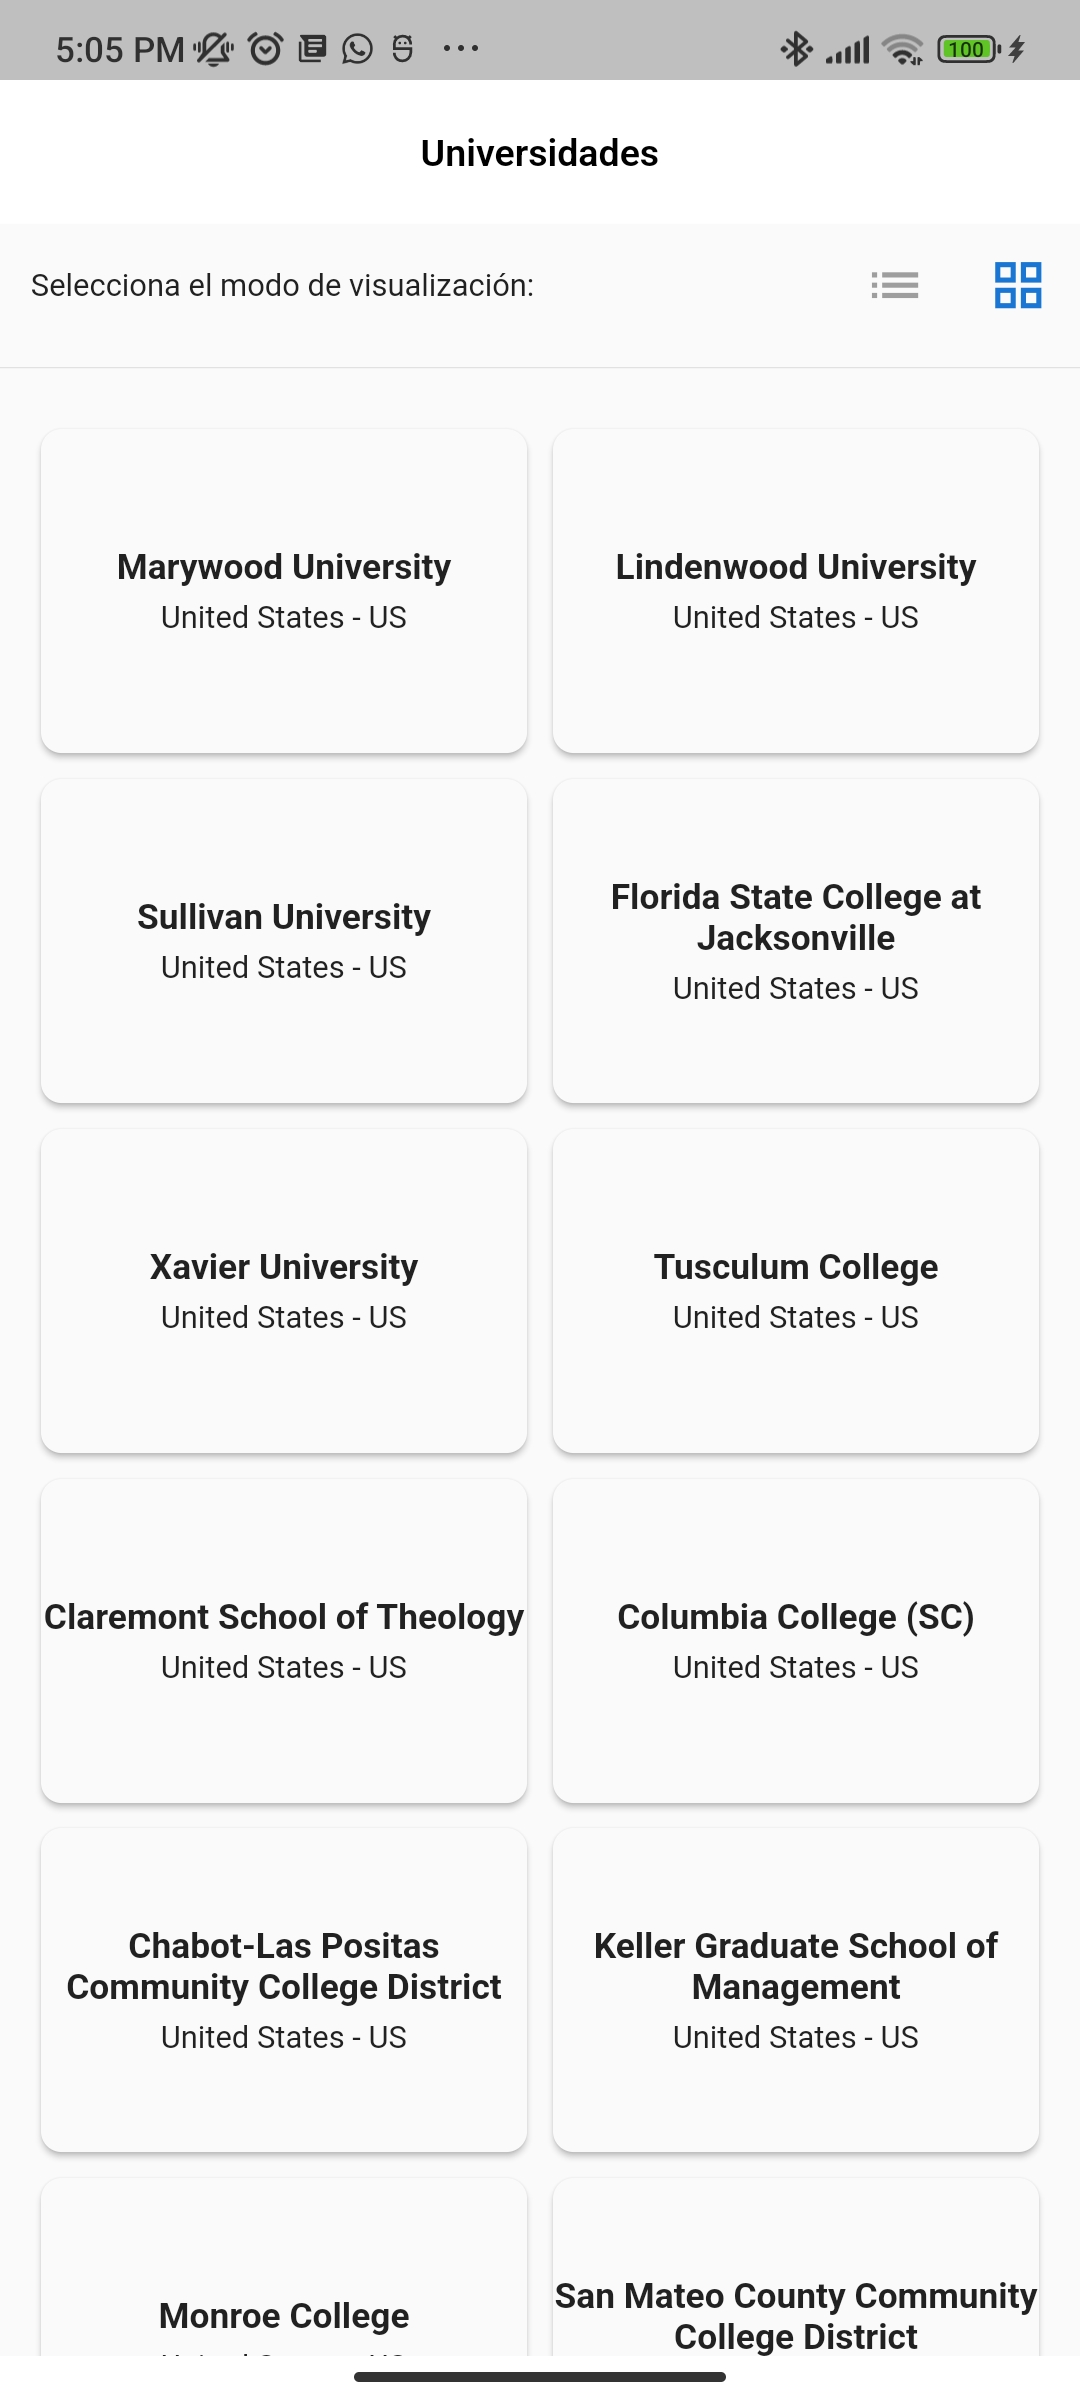 5:05 PM
100
Universidades
Selecciona el modo de visualización:
Marywood University
United States - US
Lindenwood University
United States - US
Sullivan University
United States - US
Florida State College at
Jacksonville
United States - US
Xavier University
United States - US
Tusculum College
United States - US
Claremont School of Theology
United States - US
Columbia College (SC)
United States - US
Chabot-Las Positas
Community College District
United States - US
Keller Graduate School of
Management
United States - US
Monroe College
San Mateo County Community
College District